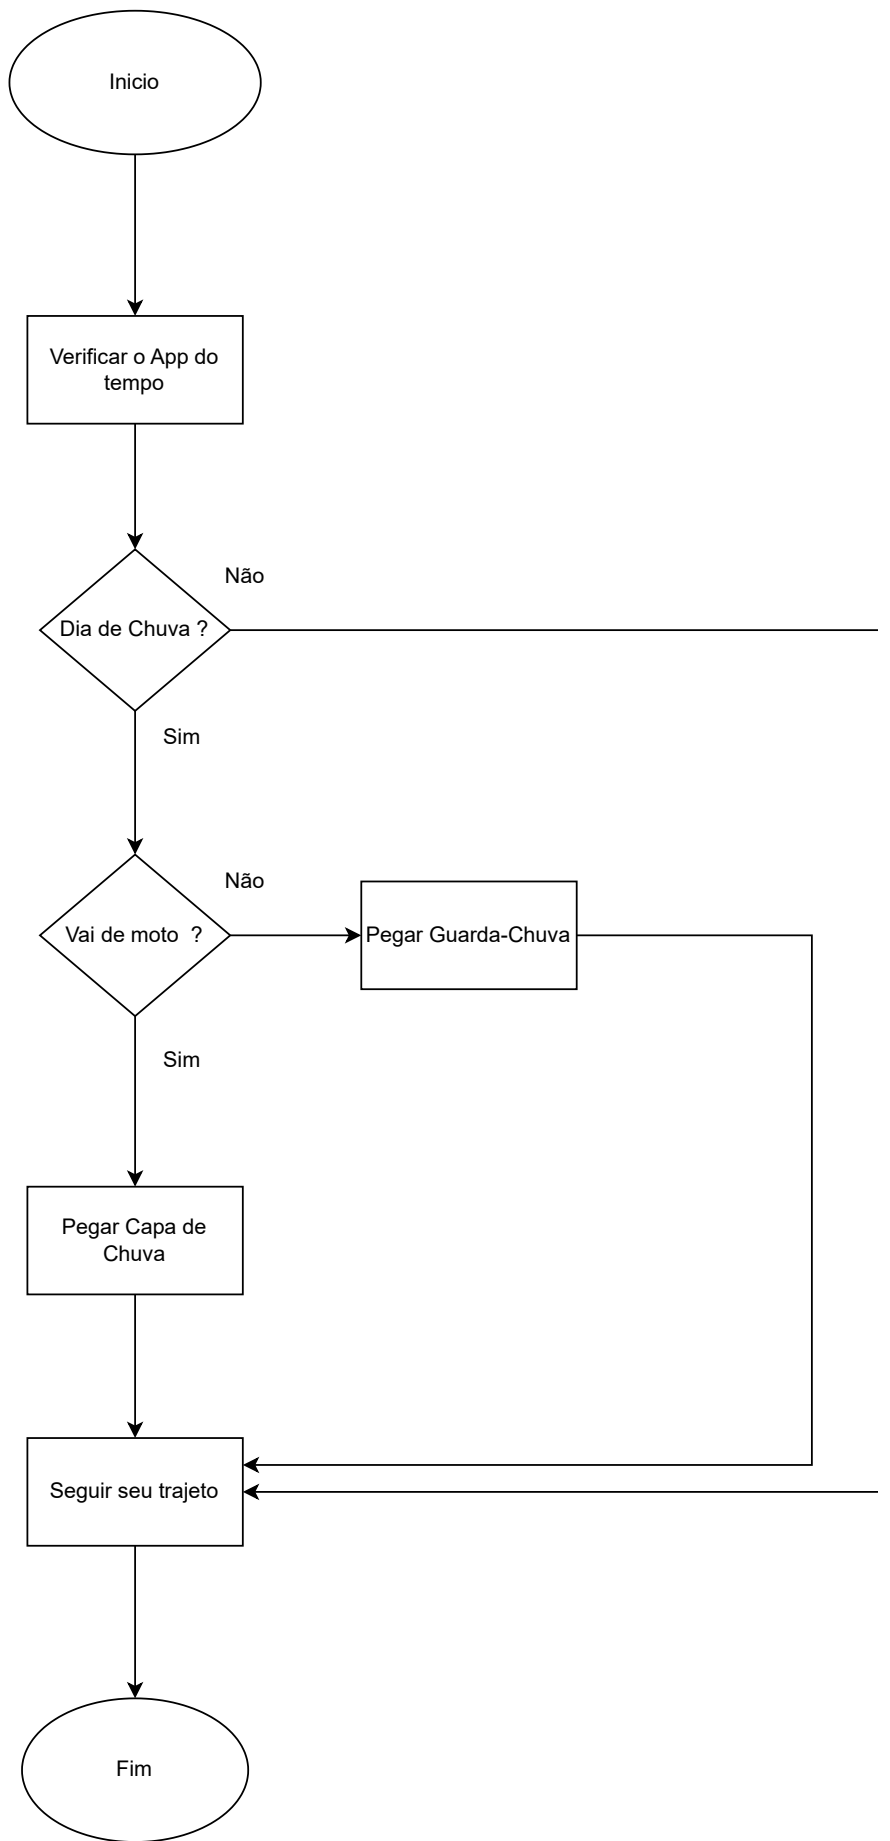 Inicio
Verificar o App do
tempo
Não
Dia de Chuva ?
Sim
Não
Vai de moto  ?
Pegar Guarda-Chuva
Sim
Pegar Capa de
Chuva
Seguir seu trajeto
Fim